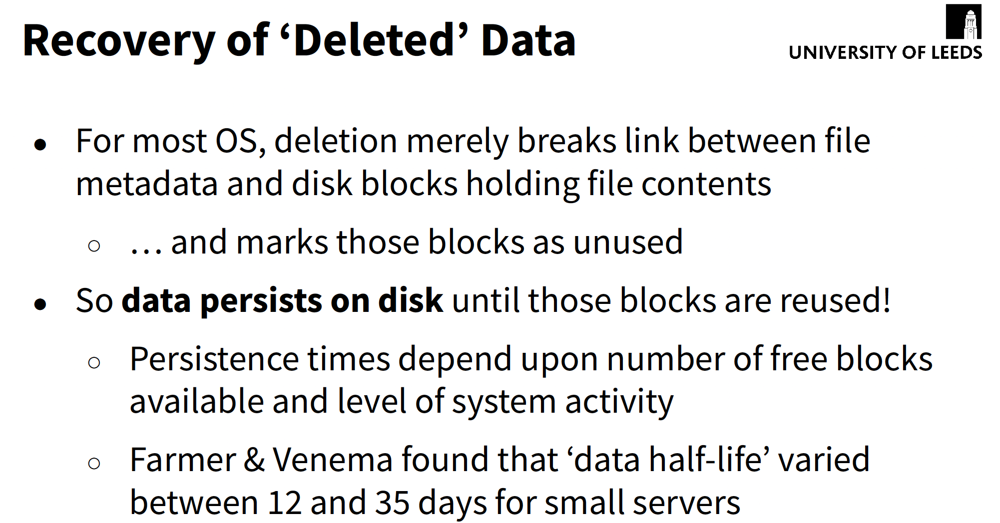 Recovery of ‘Deleted’ Data
UNIVERSITY OF LEEDS
● For most OS, deletion merely breaks link between file
metadata and disk blocks holding file contents
○ … and marks those blocks as unused
● So data persists on disk until those blocks are reused!
○ Persistence times depend upon number of free blocks
available and level of system activity
○ Farmer & Venema found that ‘data half-life’ varied
between 12 and 35 days for small servers